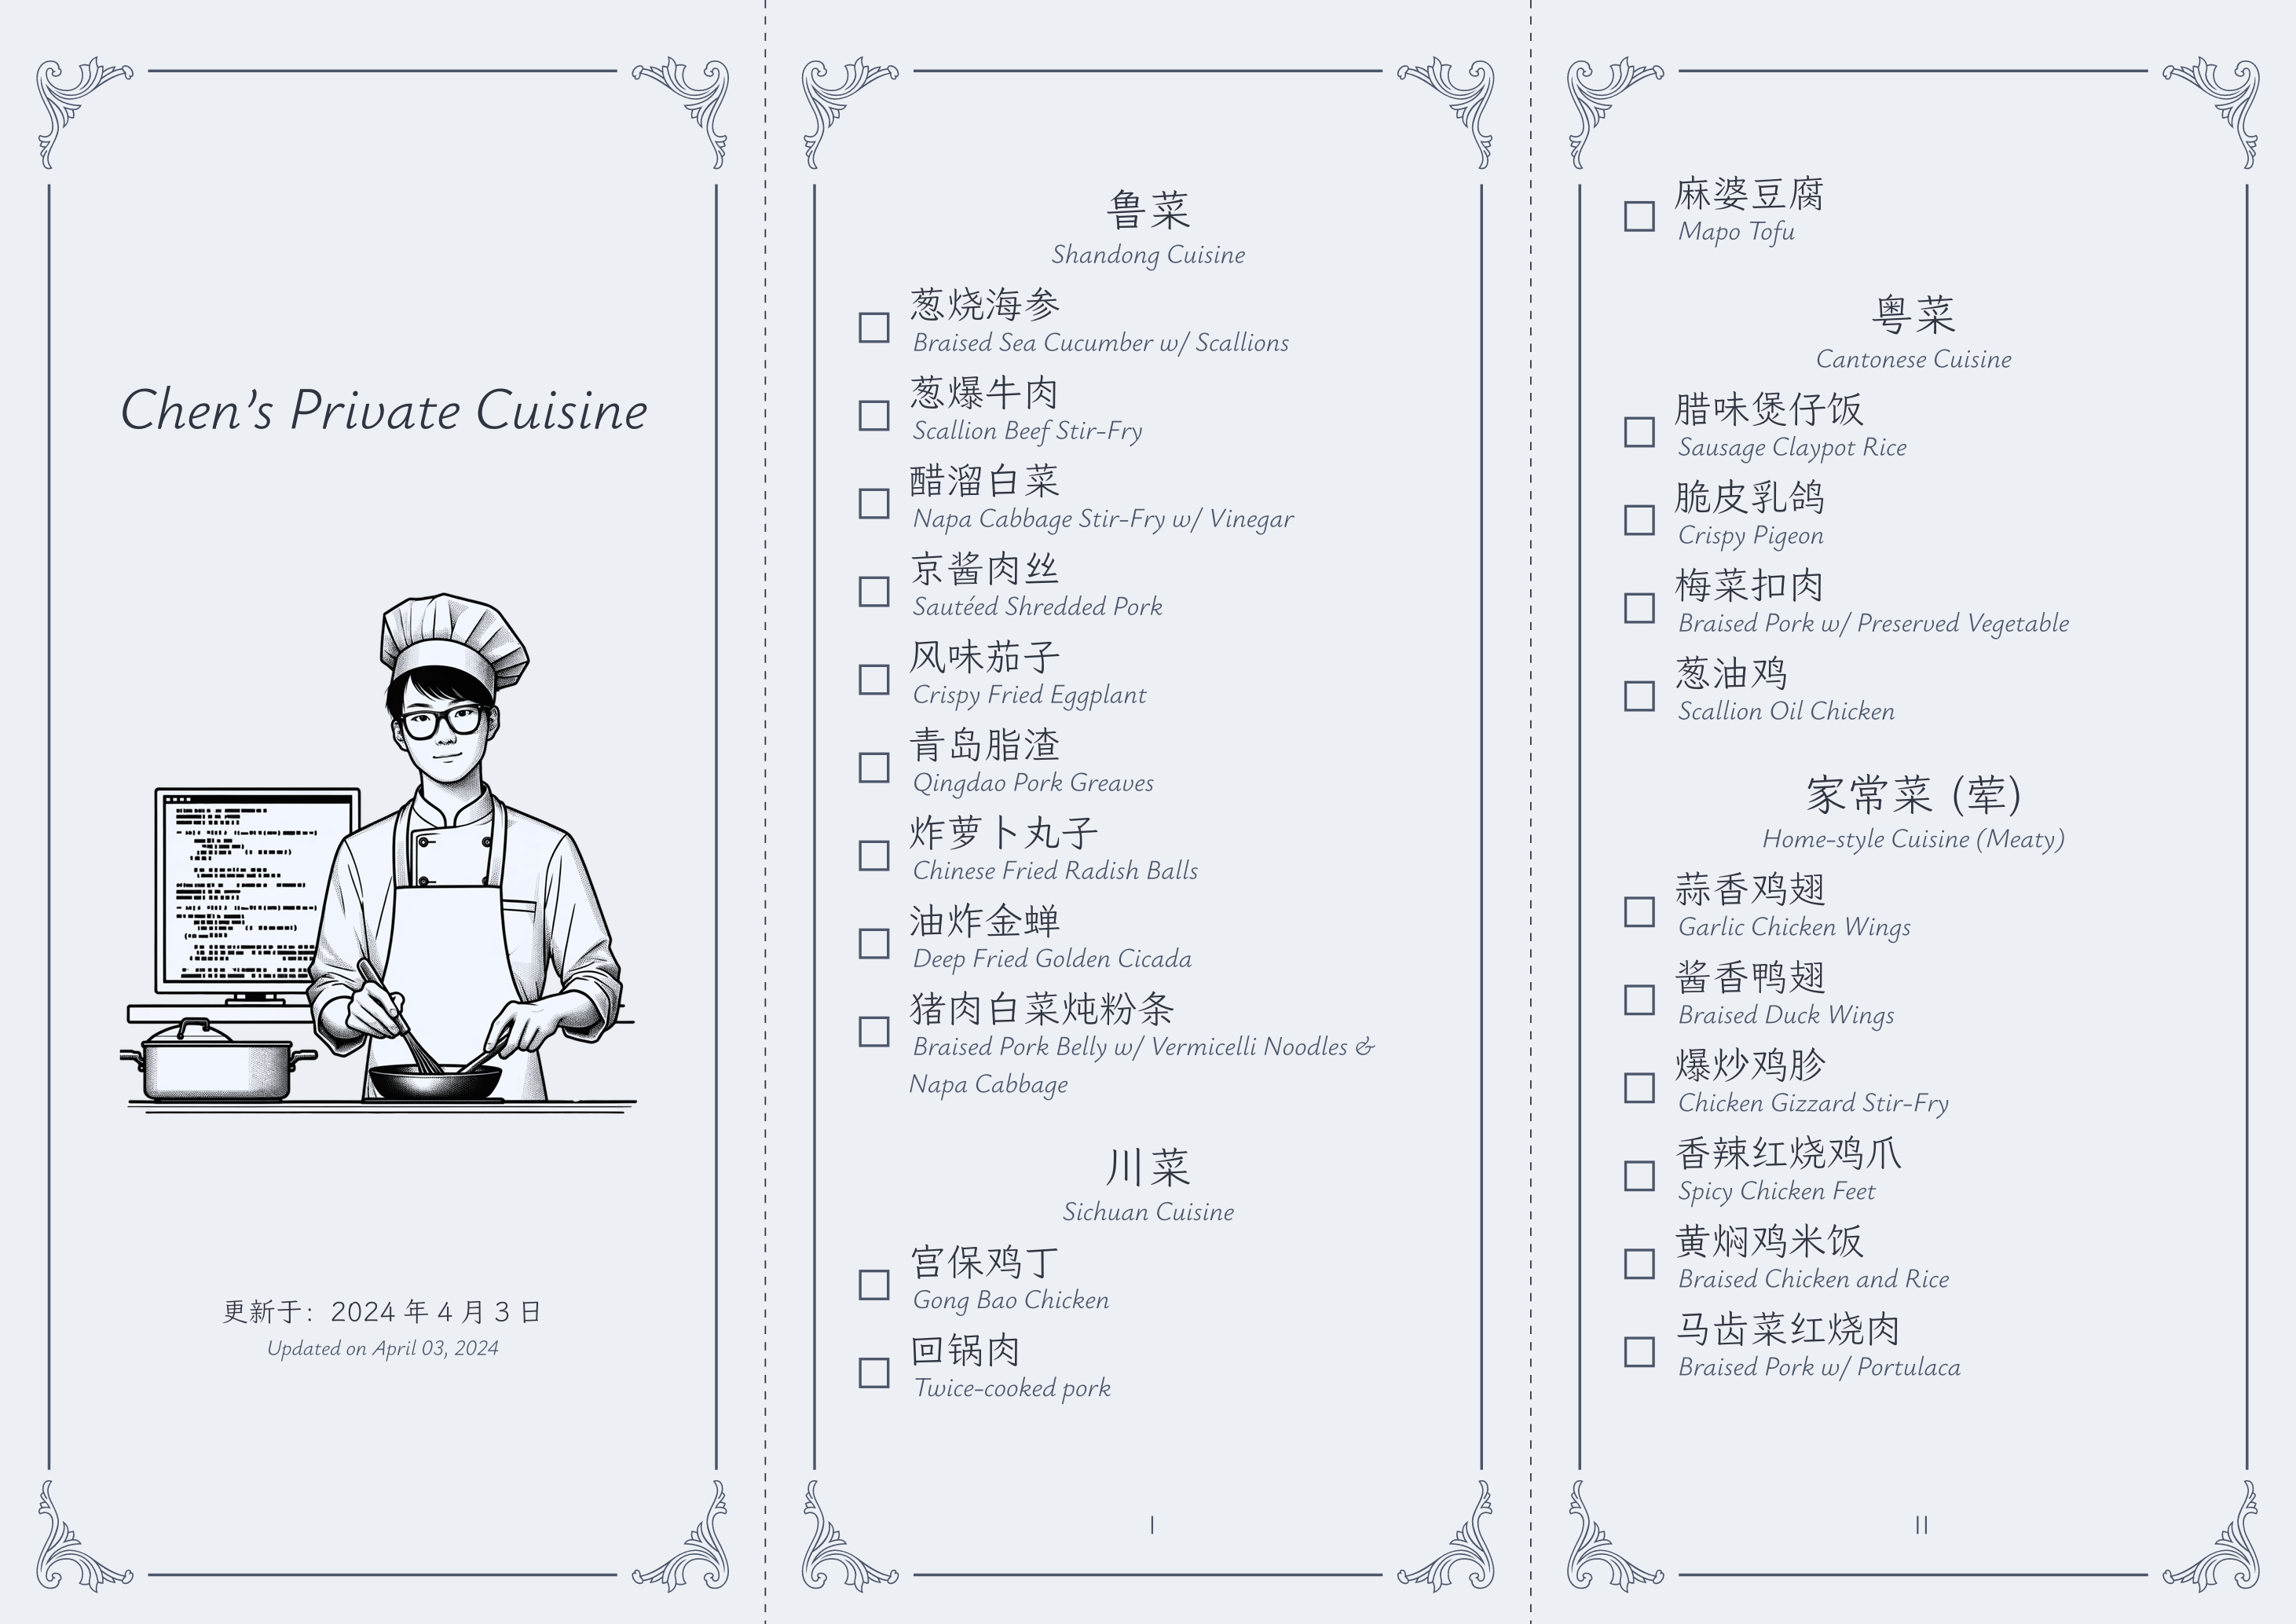 Chen’s Private Cuisine
更新于：2024 年 4 月 3 日
Updated on April 03, 2024
鲁菜
Shandong Cuisine
葱烧海参
Braised Sea Cucumber w/ Scallions
葱爆牛肉
Scallion Beef Stir-Fry
醋溜白菜
Napa Cabbage Stir-Fry w/ Vinegar
京酱肉丝
Sautéed Shredded Pork
风味茄子
Crispy Fried Eggplant
青岛脂渣
Qingdao Pork Greaves
炸萝卜丸子
Chinese Fried Radish Balls
油炸金蝉
Deep Fried Golden Cicada
猪肉白菜炖粉条
Braised Pork Belly w/ Vermicelli Noodles &
Napa Cabbage
川菜
Sichuan Cuisine
宫保鸡丁
Gong Bao Chicken
回锅肉
Twice-cooked pork
I
麻婆豆腐
Mapo Tofu
粤菜
Cantonese Cuisine
腊味煲仔饭
Sausage Claypot Rice
脆皮乳鸽
Crispy Pigeon
梅菜扣肉
Braised Pork w/ Preserved Vegetable
葱油鸡
Scallion Oil Chicken
家常菜 (荤)
Home-style Cuisine (Meaty)
蒜香鸡翅
Garlic Chicken Wings
酱香鸭翅
Braised Duck Wings
爆炒鸡胗
Chicken Gizzard Stir-Fry
香辣红烧鸡爪
Spicy Chicken Feet
黄焖鸡米饭
Braised Chicken and Rice
马齿菜红烧肉
Braised Pork w/ Portulaca
II